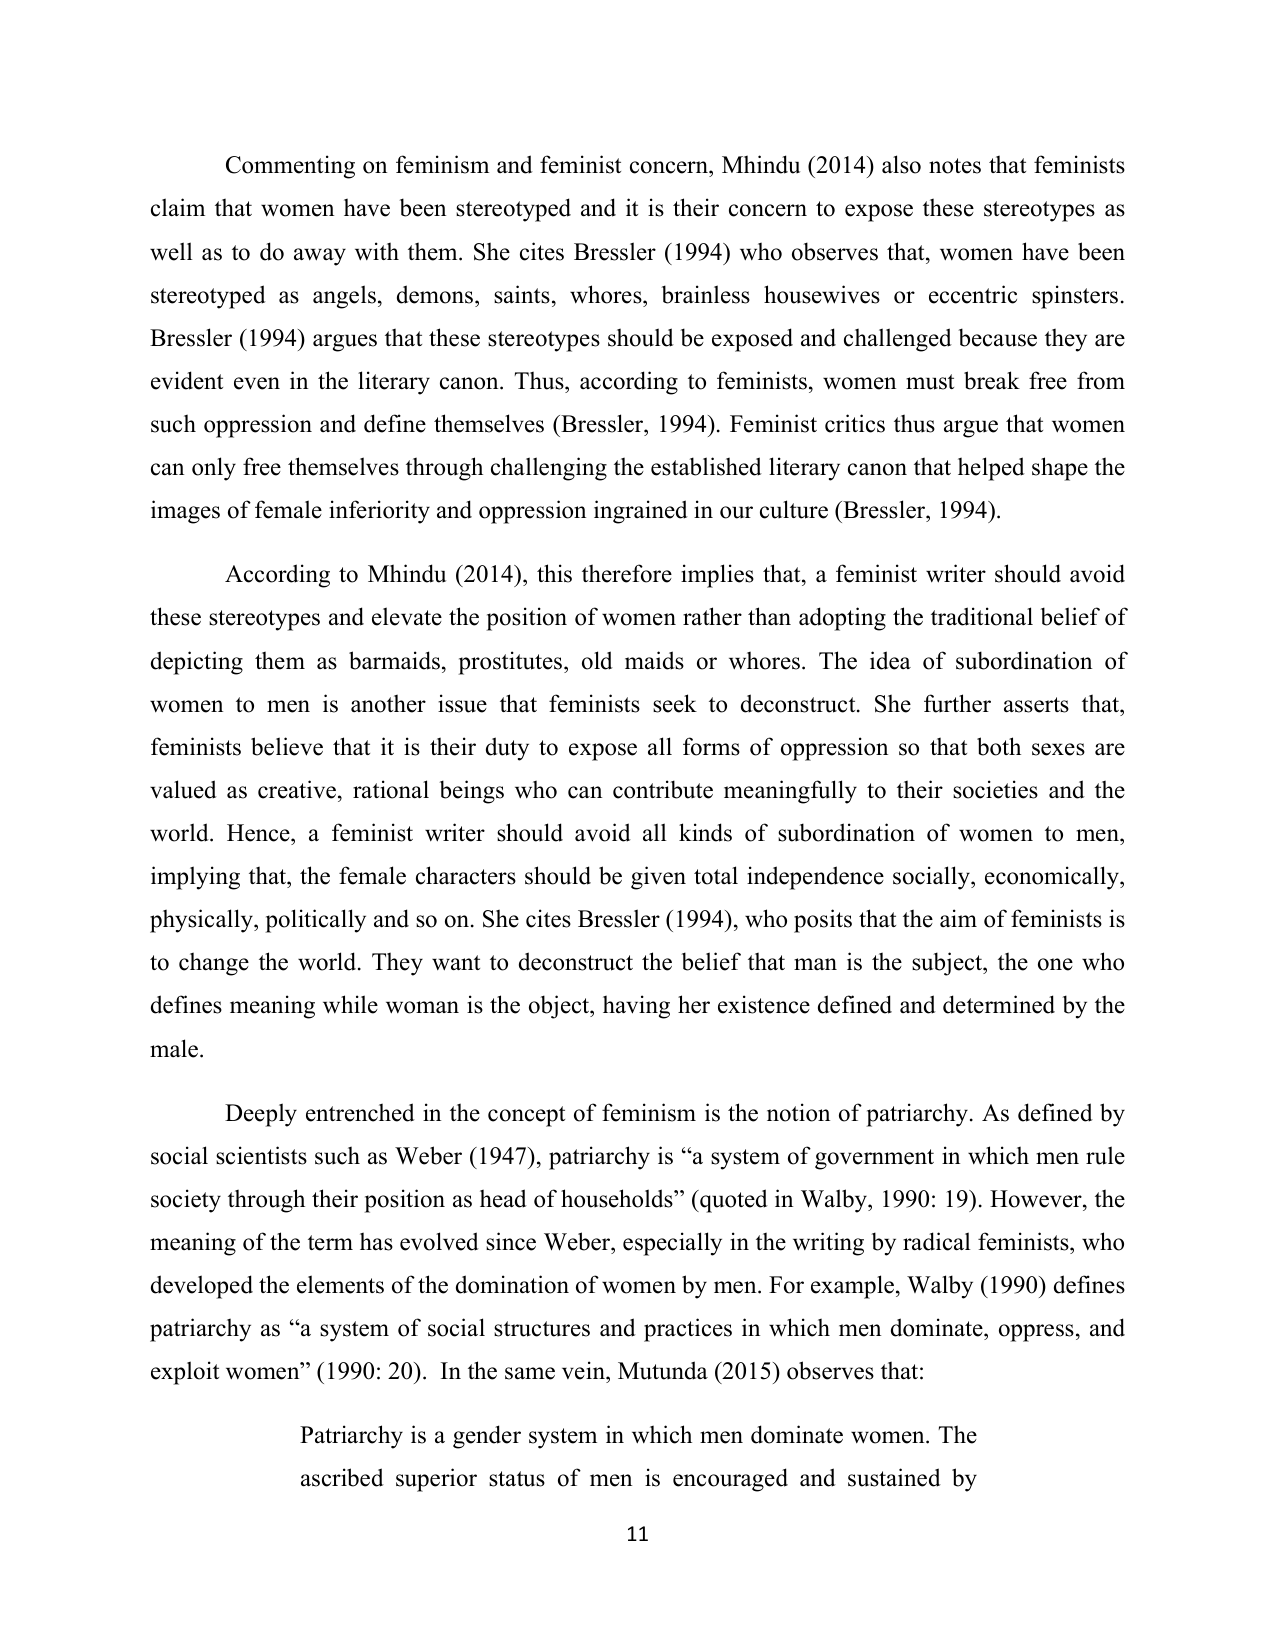 Commenting on feminism and feminist concern, Mhindu (2014) also notes that feminists
claim that women have been stereotyped and it is their concern to expose these stereotypes as
well as to do away with them. She cites Bressler (1994) who observes that, women have been
stereotyped as angels, demons, saints, whores, brainless housewives or eccentric spinsters.
Bressler (1994) argues that these stereotypes should be exposed and challenged because they are
evident even in the literary canon. Thus, according to feminists, women must break free from
such oppression and define themselves (Bressler, 1994). Feminist critics thus argue that women
can only free themselves through challenging the established literary canon that helped shape the
images of female inferiority and oppression ingrained in our culture (Bressler, 1994).
According to Mhindu (2014), this therefore implies that, a feminist writer should avoid
these stereotypes and elevate the position of women rather than adopting the traditional belief of
depicting them as barmaids, prostitutes, old maids or whores. The idea of subordination of
women to men is another issue that feminists seek to deconstruct. She further asserts that,
feminists believe that it is their duty to expose all forms of oppression so that both sexes are
valued as creative, rational beings who can contribute meaningfully to their societies and the
world. Hence, a feminist writer should avoid all kinds of subordination of women to men,
implying that, the female characters should be given total independence socially, economically,
physically, politically and so on. She cites Bressler (1994), who posits that the aim of feminists is
to change the world. They want to deconstruct the belief that man is the subject, the one who
defines meaning while woman is the object, having her existence defined and determined by the
male.
Deeply entrenched in the concept of feminism is the notion of patriarchy. As defined by
social scientists such as Weber (1947), patriarchy is “a system of government in which men rule
society through their position as head of households” (quoted in Walby, 1990: 19). However, the
meaning of the term has evolved since Weber, especially in the writing by radical feminists, who
developed the elements of the domination of women by men. For example, Walby (1990) defines
patriarchy as “a system of social structures and practices in which men dominate, oppress, and
exploit women” (1990: 20).  In the same vein, Mutunda (2015) observes that:
Patriarchy is a gender system in which men dominate women. The
ascribed superior status of men is encouraged and sustained by
11